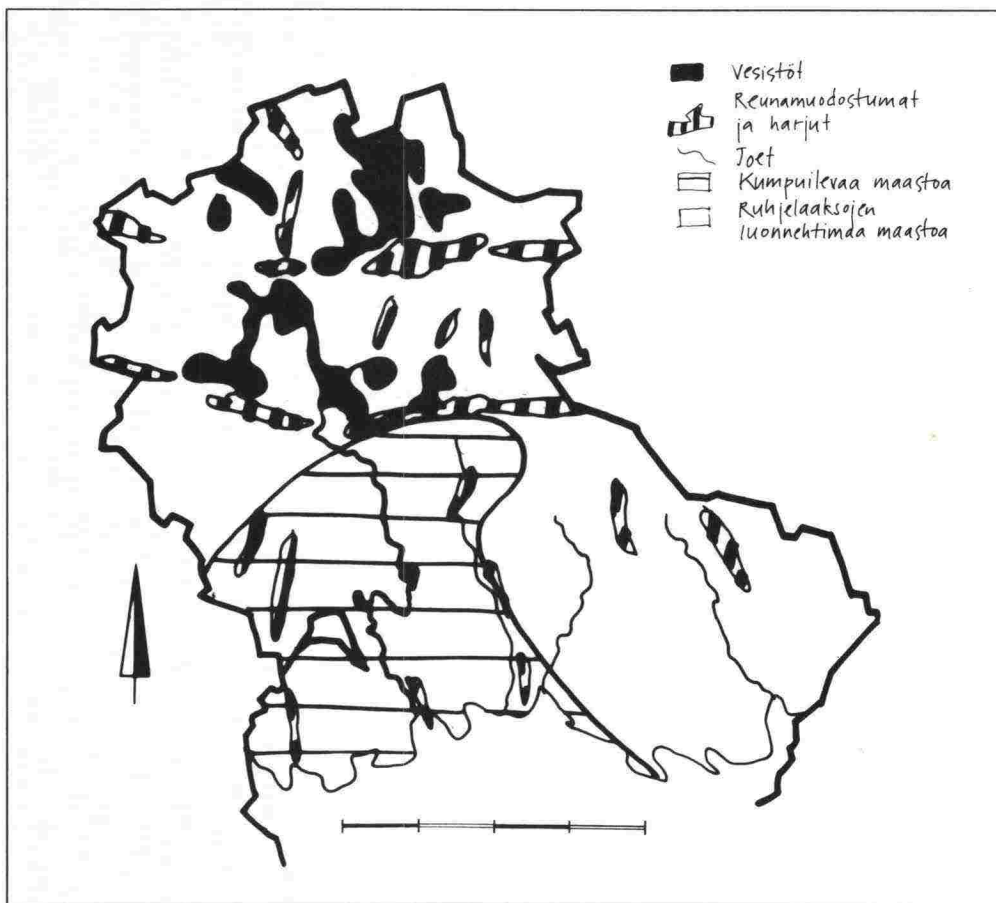 Vesistöt
Reunamuodostumat
ja harjut
Joet
Kumpuilevaa maastoa
Ruhjelaaksojen
luonnehtimaa maastoa